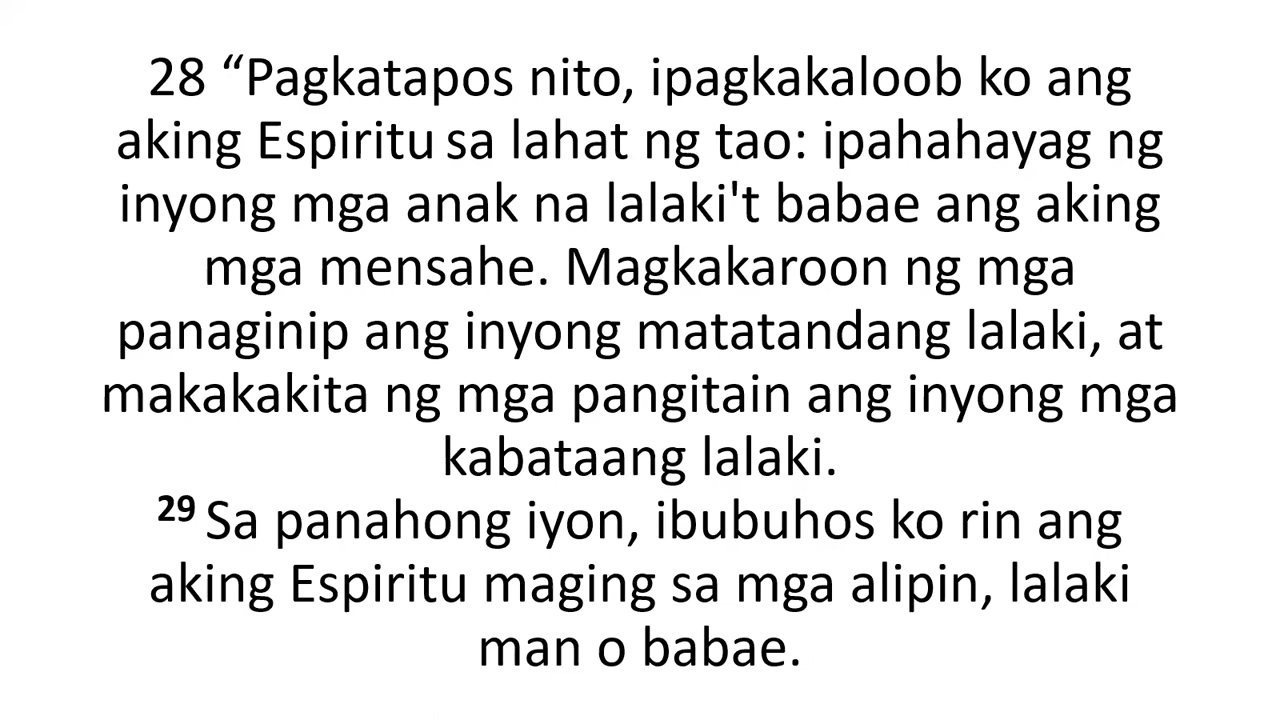 28 “Pagkatapos nito, ipagkakaloob ko ang
aking Espiritu sa lahat ng tao: ipahahayag ng
inyong mga anak na lalaki't babae ang aking
mga mensahe. Magkakaroon ng mga
panaginip ang inyong matatandang lalaki, at
makakakita ng mga pangitain ang inyong mga
kabataang lalaki.
29 Sa panahong iyon, ibubuhos ko rin ang
aking Espiritu maging sa mga alipin, lalaki
man o babae.